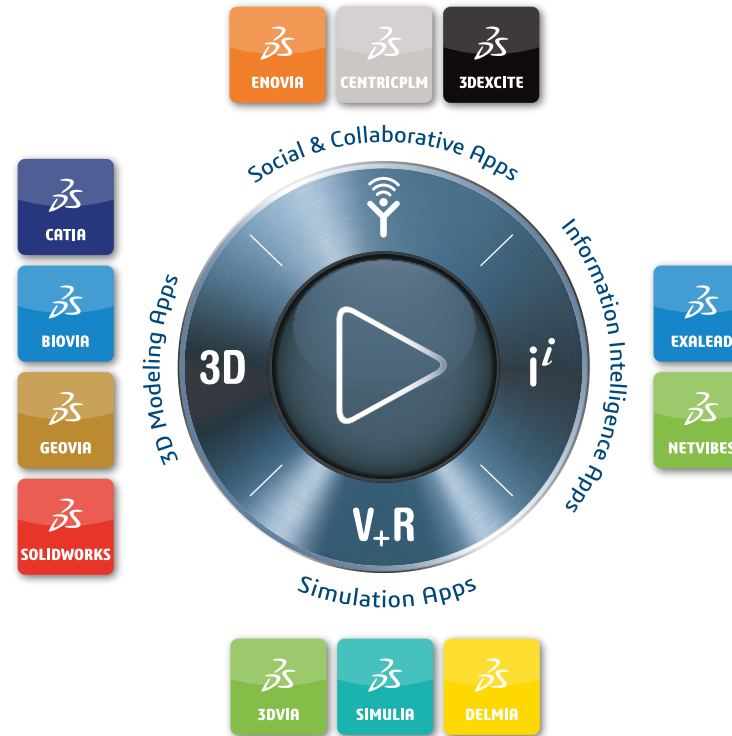 ENOVIA
CENTRICPLM
3DEXCITE
Social & Collaborative Apps
CATIA
BIOVIA
GEOVIA
SOLIDWORKS
3D Modeling Apps
3D
i i
V+R
Information Intelligence Apps
EXALEAD
NETVIBES
Simulation Apps
3DVIA
SIMULIA
DELMIA